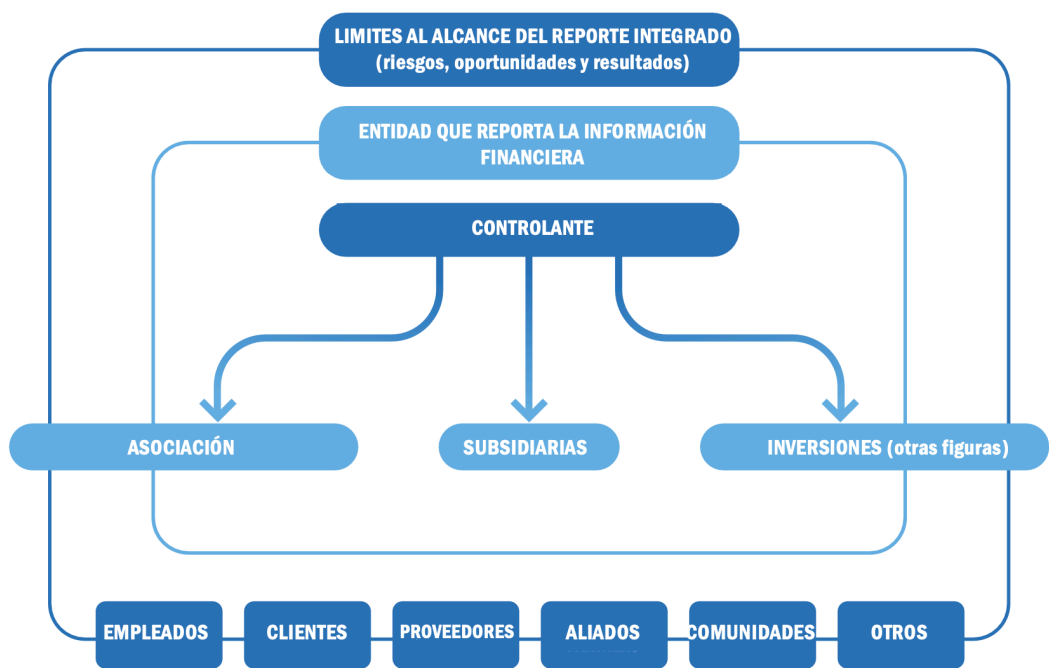 LIMITES AL ALCANCE DEL REPORTE INTEGRADO
(riesgos, oportunidades y resultados)
ENTIDAD QUE REPORTA LA INFORMACIÓN
FINANCIERA
CONTROLANTE
ASOCIACIÓN
SUBSIDIARIAS
INVERSIONES (otras figuras)
EMPLEADOS
CLIENTES
PROVEEDORES
ALIADOS
COMUNIDADES
OTROS